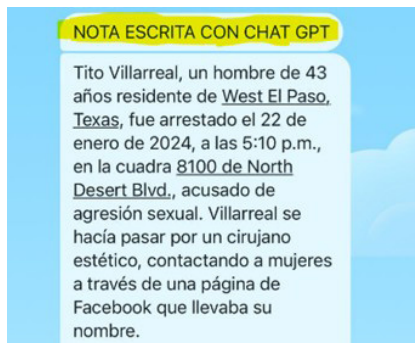 NOTA ESCRITA CON CHAT GPT
Tito Villarreal, un hombre de 43
años residente de West El Paso,
Texas, fue arrestado el 22 de
enero de 2024, a las 5:10 p.m.,
en la cuadra 8100 de North
Desert Blvd., acusado de
agresión sexual. Villarreal se
hacía pasar por un cirujano
estético, contactando a mujeres
a través de una página de
Facebook que llevaba su
nombre.